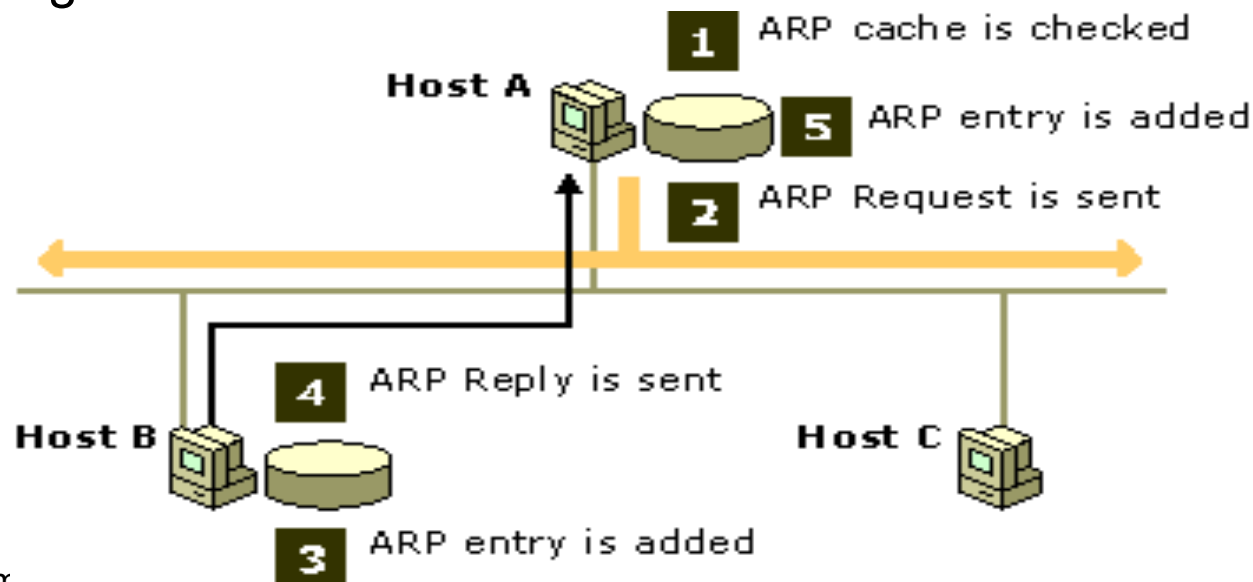 1 ARP cache is checked
Host A
5 ARP entry is added
2 ARP Request is sent
4 ARP Reply is sent
Host B
Host C
3 ARP entry is added